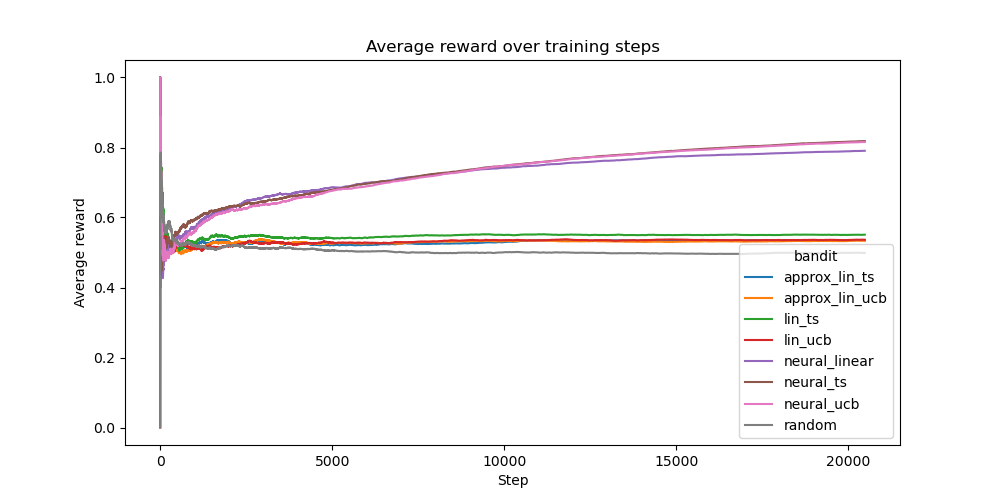 Average reward over training steps
Average reward
1.0
0.8
0.6
0.4
0.2
0.0
0
5000
10000
15000
20000
Step
bandit
approx_lin_ts
approx_lin_ucb
lin_ts
lin_ucb
neural_linear
neural_ts
neural_ucb
random